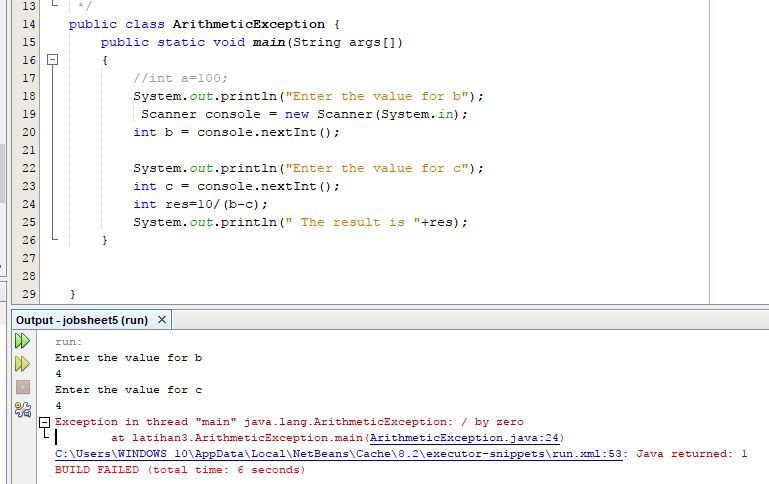 13 */
14 public class ArithmeticException {
15 public static void main(String args[])
16 {
17 //int a=100;
18 System.out.println("Enter the value for b");
19 Scanner console = new Scanner(System.in);
20 int b = console.nextInt();
21
22 System.out.println("Enter the value for c");
23 int c = console.nextInt();
24 int res=10/(b-c);
25 System.out.println(" The result is "+res);
26 }
27
28
29 }
Output - jobsheet5 (run) ×
run:
Enter the value for b
4
Enter the value for c
4
Exception in thread "main" java.lang.ArithmeticException: / by zero
at latihan3.ArithmeticException.main(ArithmeticException.java:24)
C:\Users\WINDOWS 10\AppData\Local\NetBeans\Cache\8.2\executor-snippets\run.xml:53: Java returned: 1
BUILD FAILED (total time: 6 seconds)